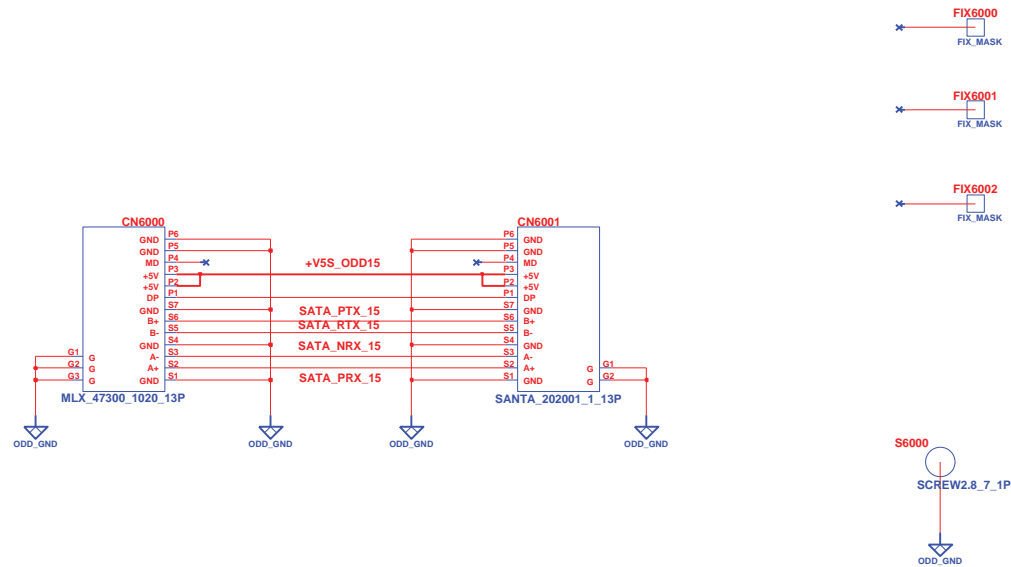 FIX6000
FIX_MASK
FIX6001
FIX_MASK
FIX6002
FIX_MASK
CN6000
GND P6
GND P5
MD P4
+5V P3
+5V P2
DP P1
GND S7
B+ S6
B- S5
GND S4
A- S3
A+ S2
GND S1
G1 G
G2 G
G3 G
MLX_47300_1020_13P
+V5S_ODD15
SATA_PTX_15
SATA_RTX_15
SATA_NRX_15
SATA_PRX_15
CN6001
P6 GND
P5 GND
P4 MD
P3 +5V
P2 +5V
P1 DP
S7 GND
S6 B+
S5 B-
S4 GND
S3 A-
S2 A+
S1 GND
G G1
G G2
SANTA_202001_1_13P
ODD_GND
ODD_GND
ODD_GND
ODD_GND
S6000
SCREW2.8_7_1P
ODD_GND